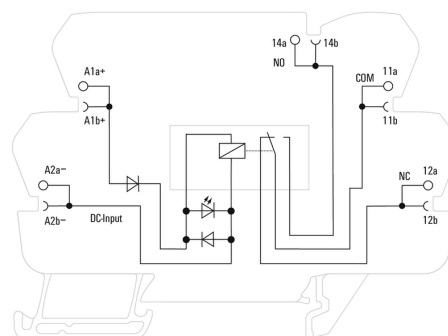 14a 14b
NO
A1a+
COM 11a
A1b+
11b
A2a−
12a
NC
A2b− DC-Input
12b